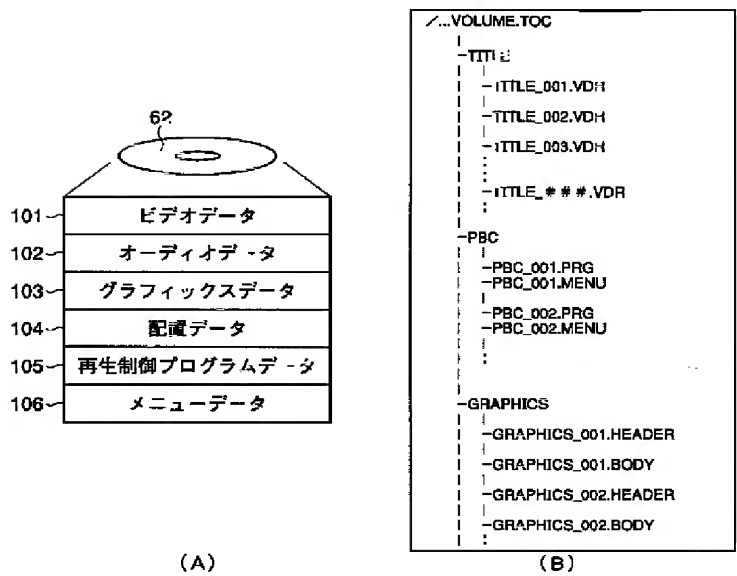 62
101 ビデオデータ
102 オーディオデータ
103 グラフィックスデータ
104 配置データ
105 再生制御プログラムデータ
106 メニューデータ
(A)
/...VOLUME.TOC
TITLE
TITLE_001.VDR
TITLE_002.VDR
TITLE_003.VDR
TITLE_###.VDR
PBC
PBC_001.PRG
PBC_001.MENU
PBC_002.PRG
PBC_002.MENU
GRAPHICS
GRAPHICS_001.HEADER
GRAPHICS_001.BODY
GRAPHICS_002.HEADER
GRAPHICS_002.BODY
(B)